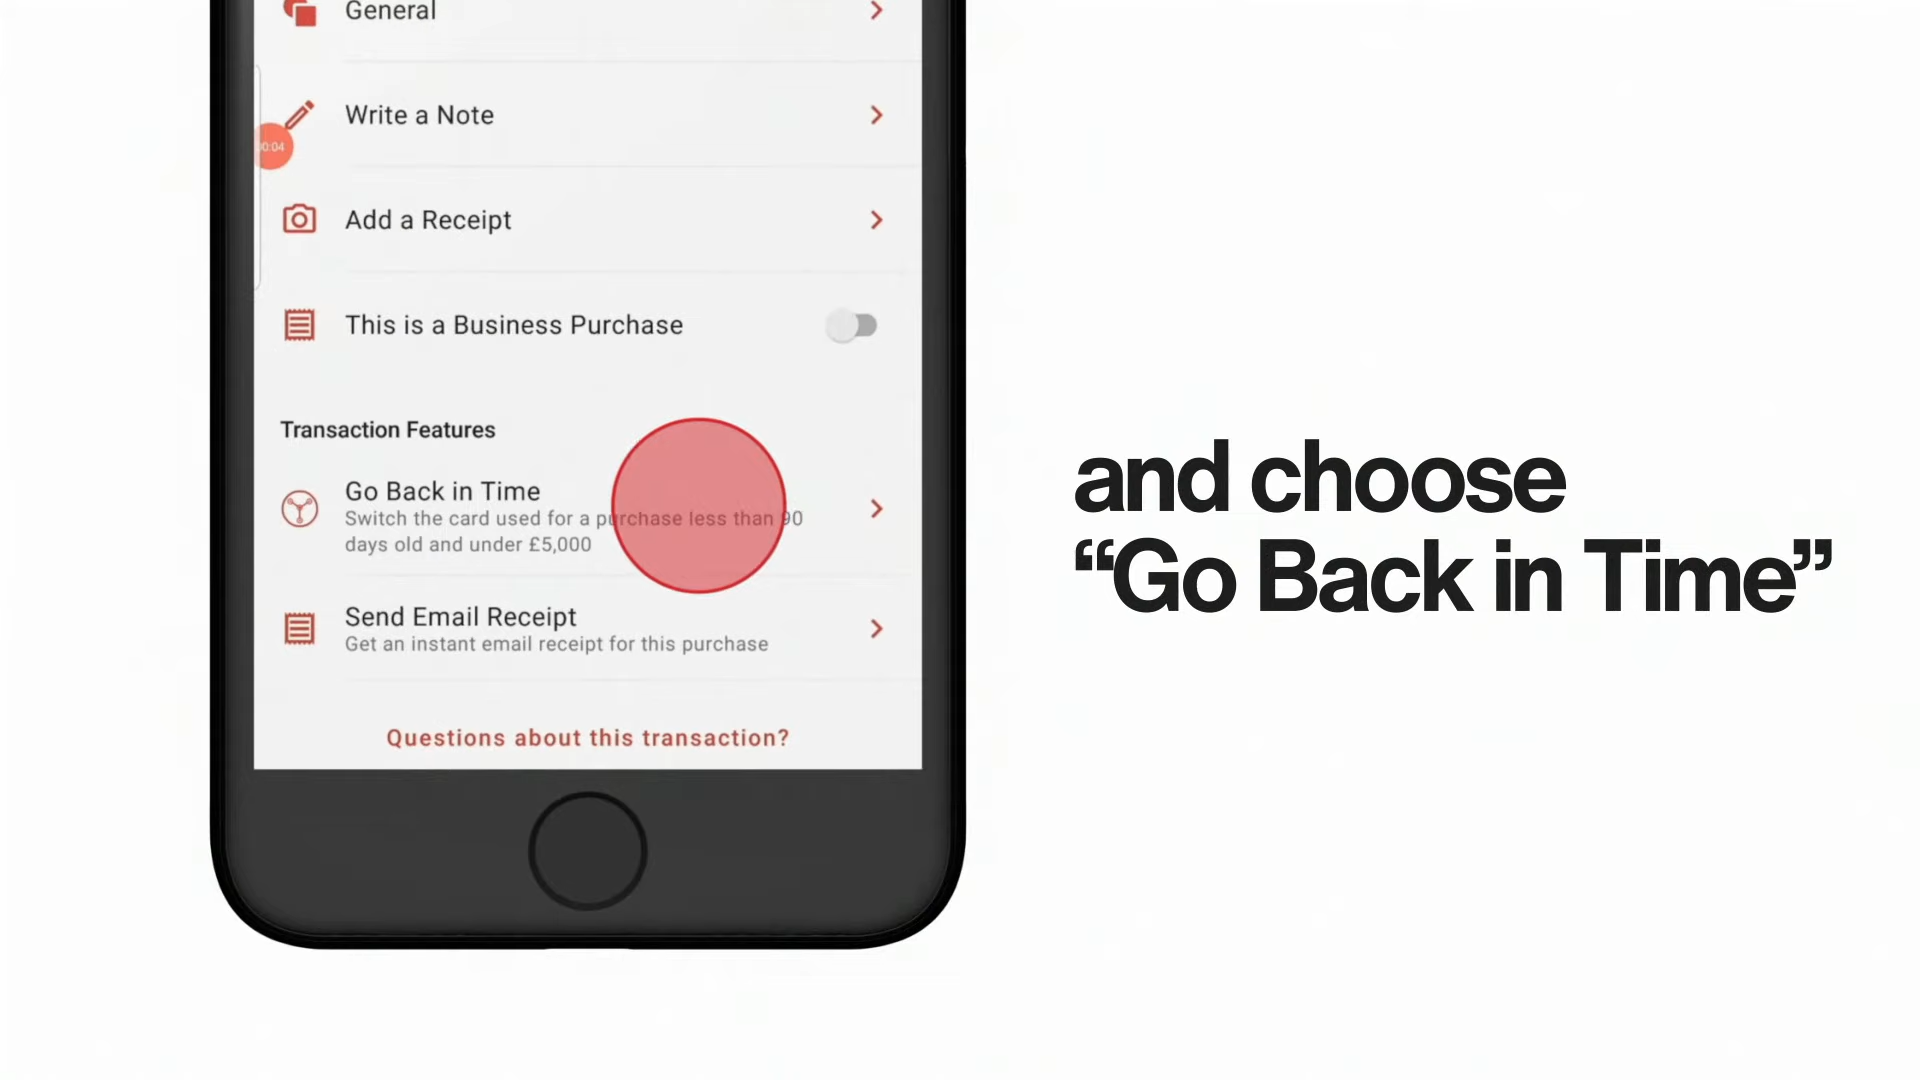 General
Write a Note
0:04
Add a Receipt
This is a Business Purchase
Transaction Features
Go Back in Time
Switch the card used for a purchase less than 90
days old and under £5,000
Send Email Receipt
Get an instant email receipt for this purchase
Questions about this transaction?
and choose
“Go Back in Time”